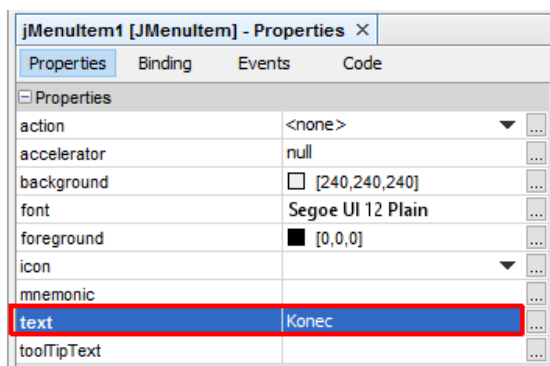 jMenuItem1 [JMenuItem] - Properties ×
Properties Binding Events Code
Properties
action <none> ...
accelerator null ...
background [240,240,240] ...
font Segoe UI 12 Plain ...
foreground [0,0,0] ...
icon ...
mnemonic ...
text Konec ...
toolTipText ...